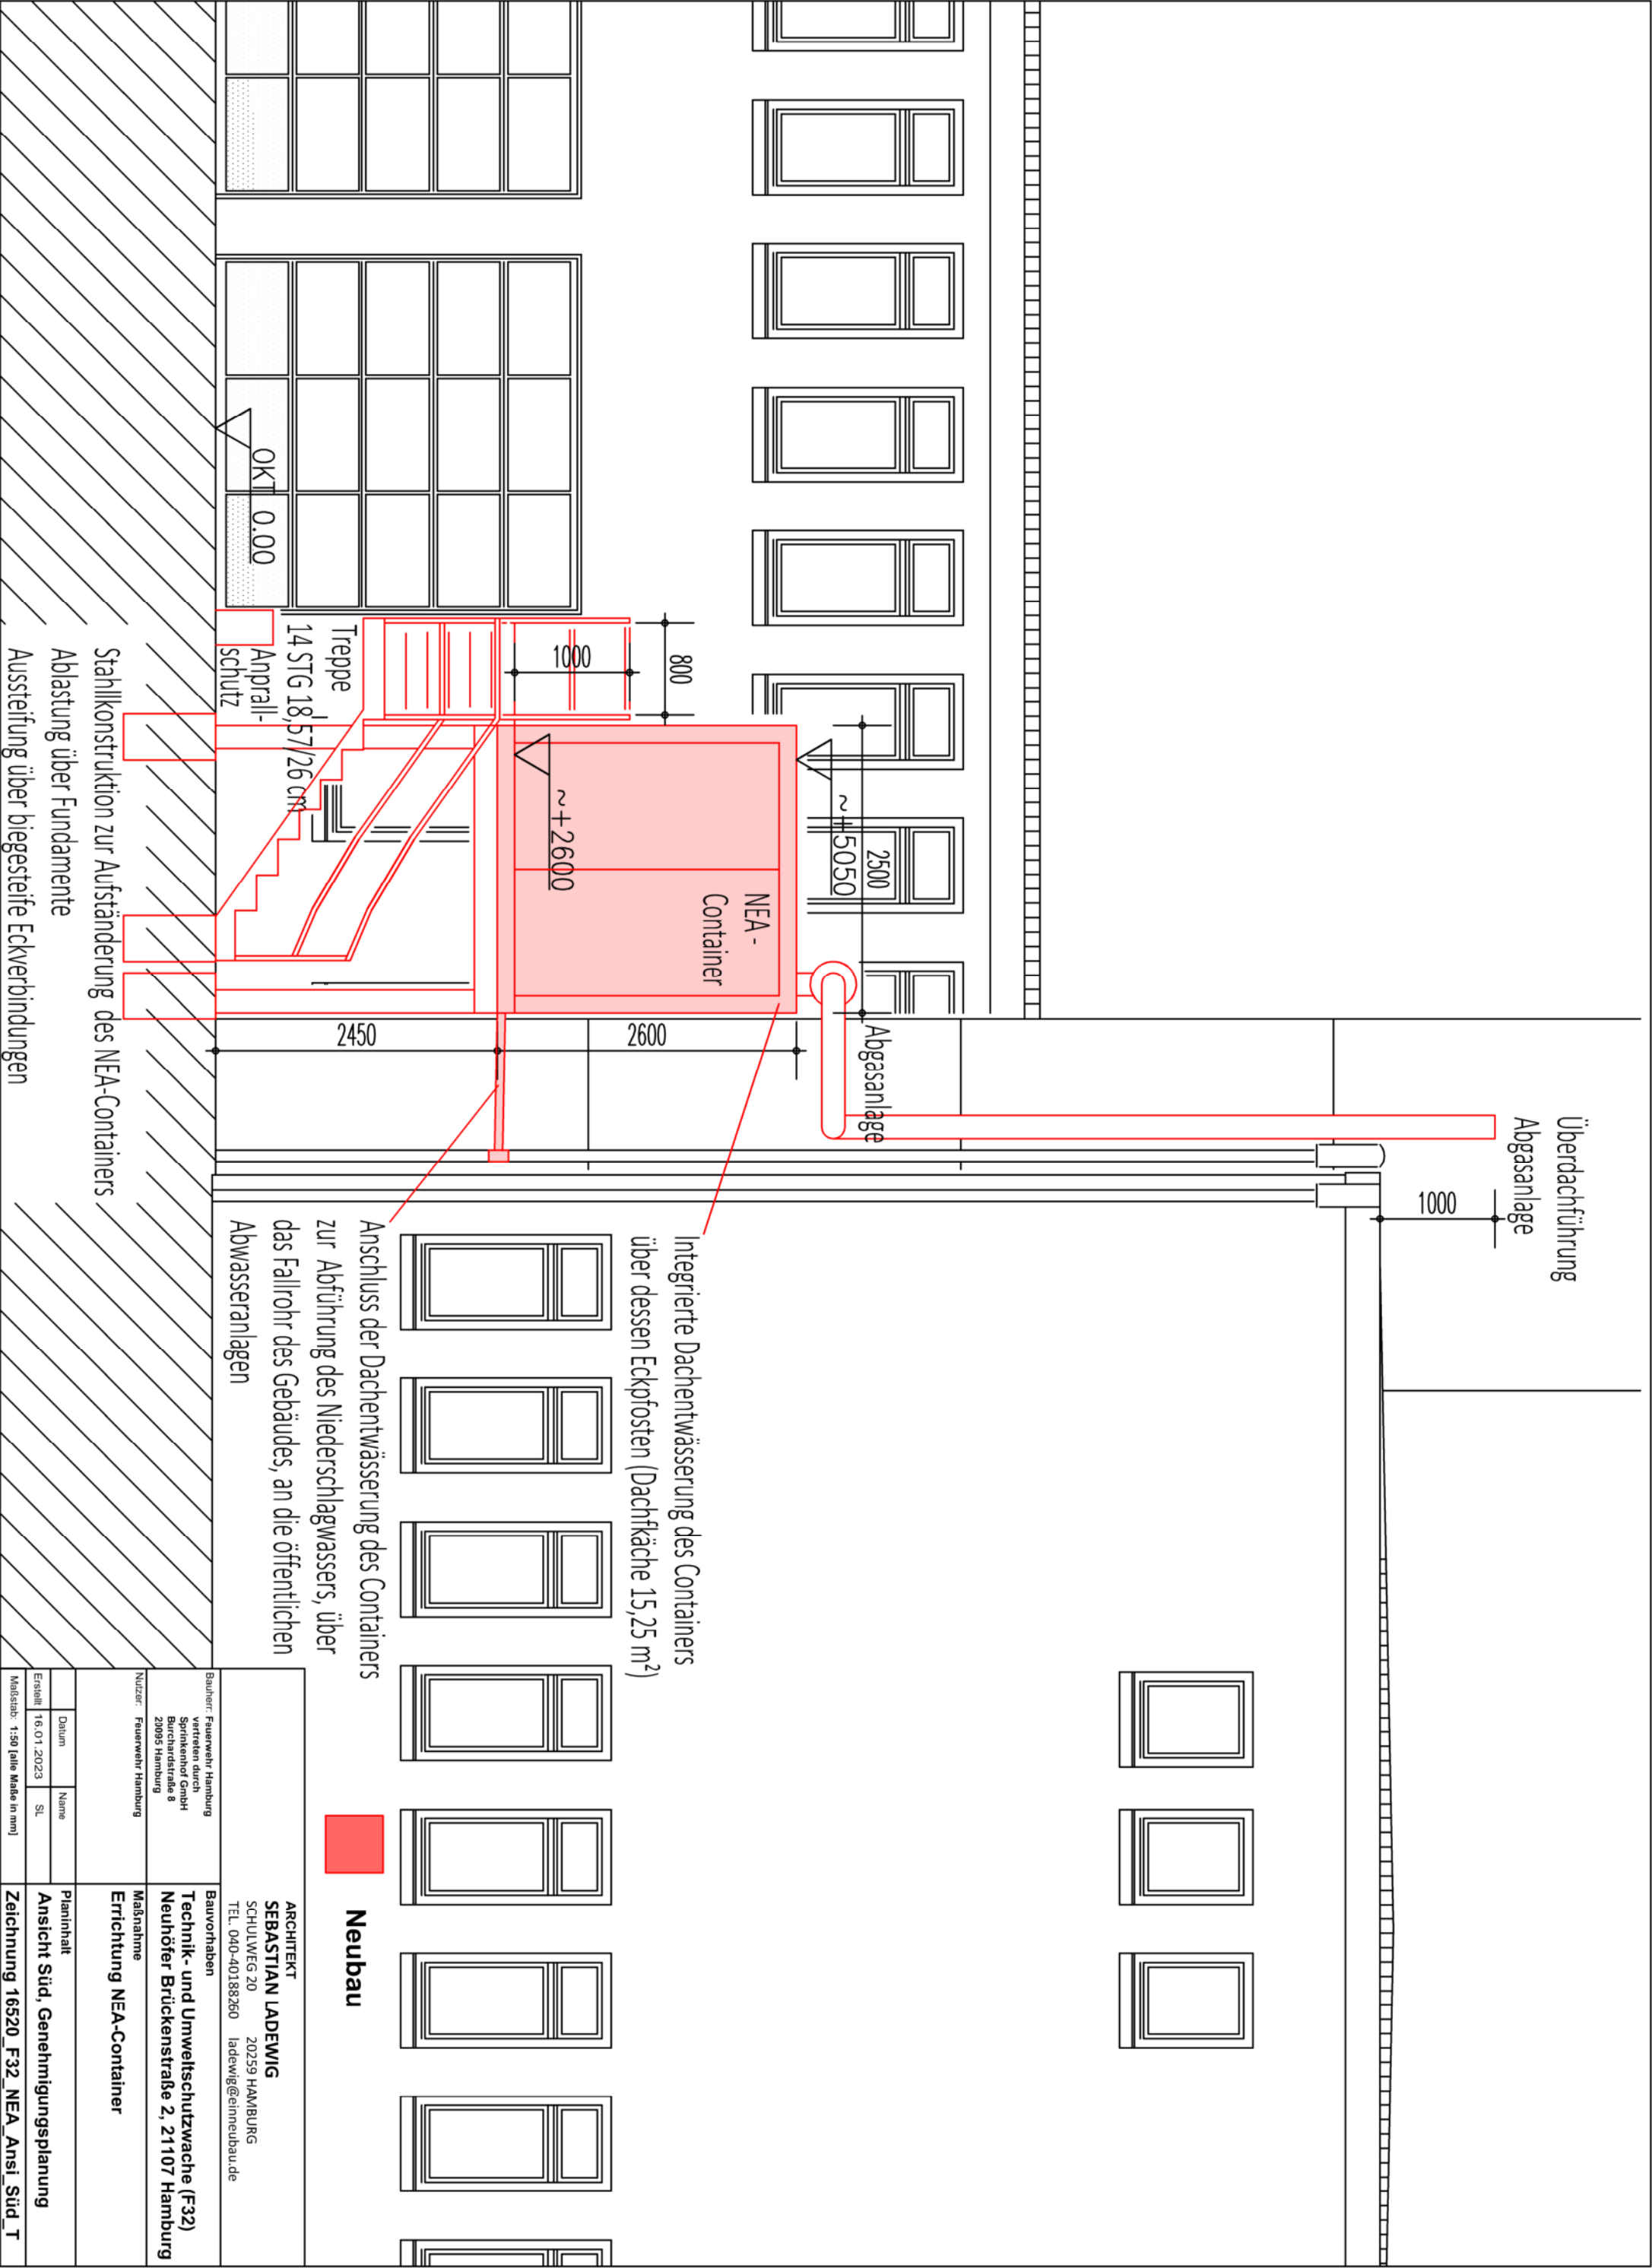 Überdachführung
Abgasanlage
1000
Abgasanlage
2500
~+5050
800
1000
NEA -
Container
~+2600
2600
2450
Integrierte Dachentwässerung des Containers
über dessen Eckpfosten (Dachfkäche 15,25 m²)
Anschluss der Dachentwässerung des Containers
zur Abführung des Niederschlagwassers, über
das Fallrohr des Gebäudes, an die öffentlichen
Abwasseranlagen
Treppe
14 STG 18,57/26 cm
Anprall-
schutz
OKT 0.00
Stahlkonstruktion zur Aufständerung des NEA-Containers
Ablastung über Fundamente
Aussteifung über biegesteife Eckverbindungen
Neubau
ARCHITEKT
SEBASTIAN LADEWIG
SCHULWEG 20 20259 HAMBURG
TEL. 040-40188260 ladewig@einneubau.de
Bauherr: Feuerwehr Hamburg
vertreten durch
Sprinkenhof GmbH
Burchardstraße 8
20095 Hamburg
Bauvorhaben
Technik- und Umweltschutzwache (F32)
Neuhöfer Brückenstraße 2, 21107 Hamburg
Nutzer: Feuerwehr Hamburg
Maßnahme
Errichtung NEA-Container
Datum Name
Erstellt 16.01.2023 SL
Planinhalt
Ansicht Süd, Genehmigungsplanung
Maßstab: 1:50 [alle Maße in mm]
Zeichnung 16520_F32_NEA_Ansi_Süd_T